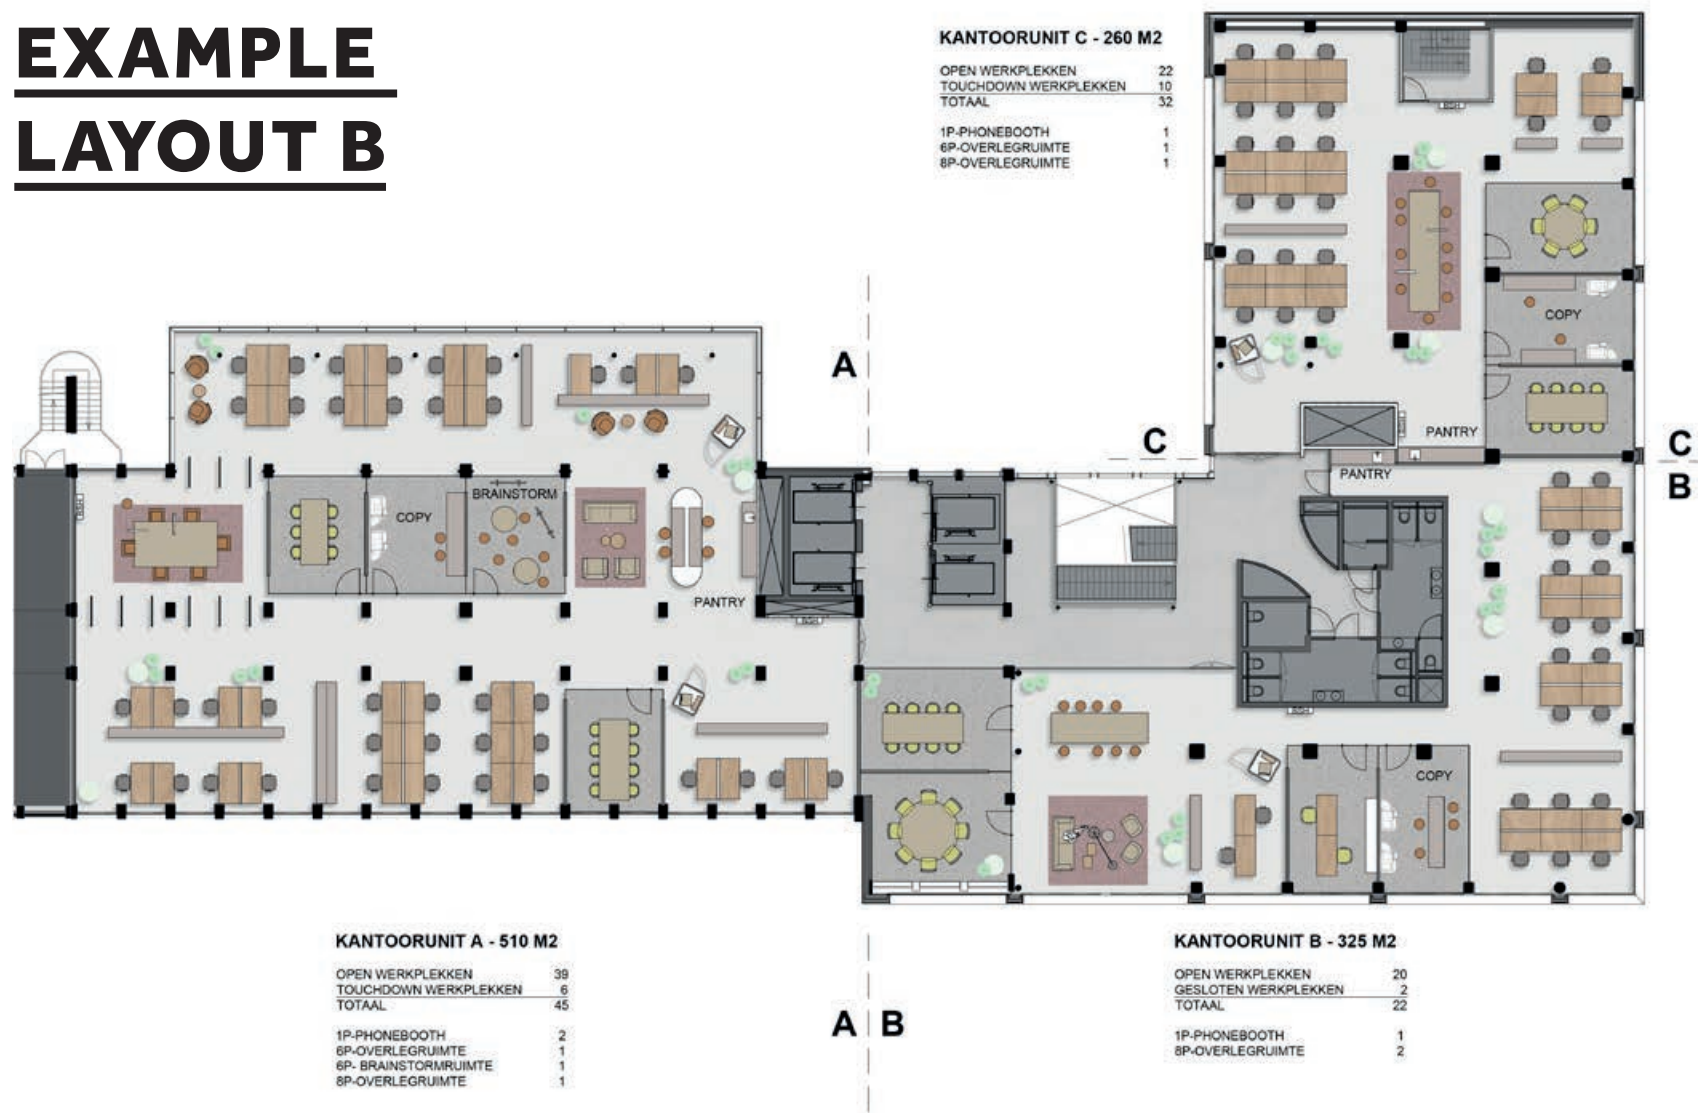 EXAMPLE
LAYOUT B
KANTOORUNIT C - 260 M2
OPEN WERKPLEKKEN 22
TOUCHDOWN WERKPLEKKEN 10
TOTAAL 32
1P-PHONEBOOTH 1
6P-OVERLEGRUIMTE 1
8P-OVERLEGRUIMTE 1
COPY
A
PANTRY
C
C
PANTRY
B
BRAINSTORM
COPY
PANTRY
COPY
KANTOORUNIT A - 510 M2
OPEN WERKPLEKKEN 39
TOUCHDOWN WERKPLEKKEN 6
TOTAAL 45
1P-PHONEBOOTH 2
6P-OVERLEGRUIMTE 1
6P- BRAINSTORMRUIMTE 1
8P-OVERLEGRUIMTE 1
A B
KANTOORUNIT B - 325 M2
OPEN WERKPLEKKEN 20
GESLOTEN WERKPLEKKEN 2
TOTAAL 22
1P-PHONEBOOTH 1
8P-OVERLEGRUIMTE 2